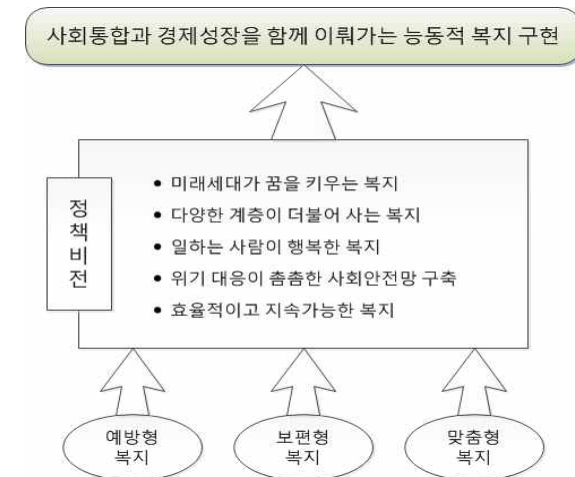 사회통합과 경제성장을 함께 이뤄가는 능동적 복지 구현
정
책
비
전
• 미래세대가 꿈을 키우는 복지
• 다양한 계층이 더불어 사는 복지
• 일하는 사람이 행복한 복지
• 위기 대응이 촘촘한 사회안전망 구축
• 효율적이고 지속가능한 복지
예방형
복지
보편형
복지
맞춤형
복지